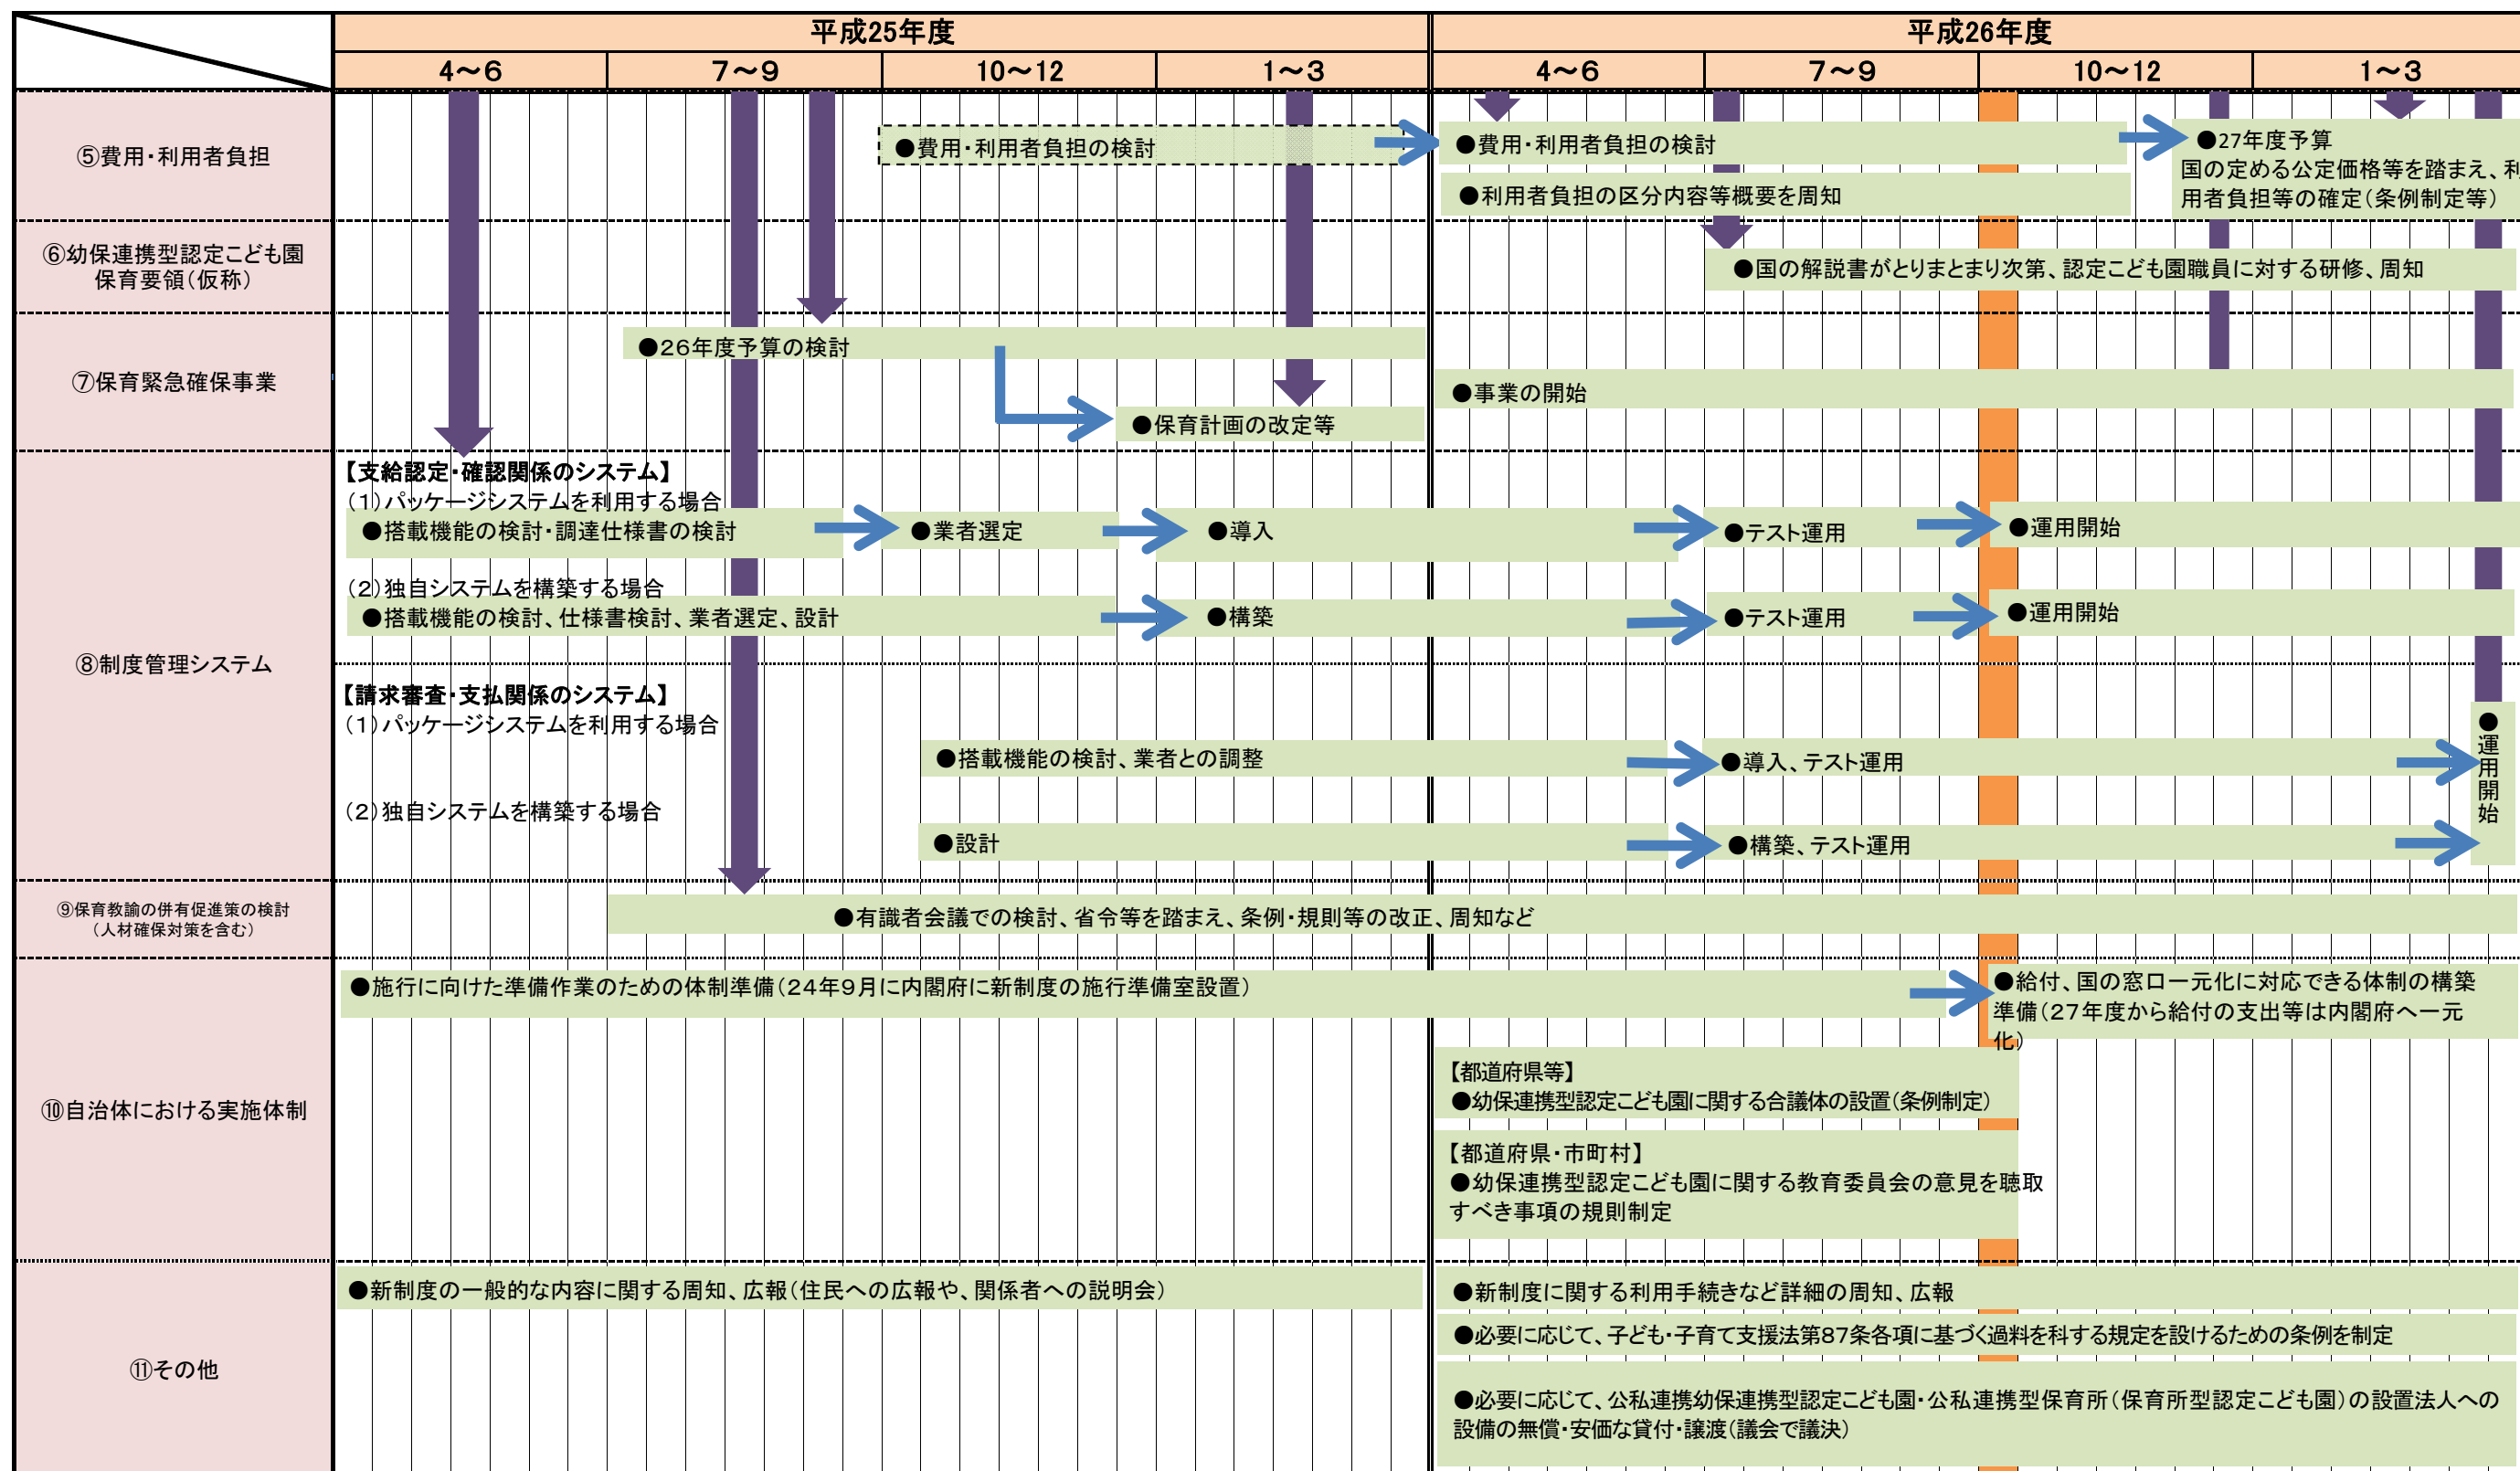 平成25年度
平成26年度
4～6
7～9
10～12
1～3
4～6
7～9
10～12
1～3
⑤費用・利用者負担
●費用・利用者負担の検討
●費用・利用者負担の検討
●利用者負担の区分内容等概要を周知
●27年度予算
国の定める公定価格等を踏まえ、利
用者負担等の確定（条例制定等）
⑥幼保連携型認定こども園
保育要領（仮称）
●国の解説書がとりまとまり次第、認定こども園職員に対する研修、周知
⑦保育緊急確保事業
●２６年度予算の検討
●保育計画の改定等
●事業の開始
⑧制度管理システム
【支給認定・確認関係のシステム】
（１）パッケージシステムを利用する場合
●搭載機能の検討・調達仕様書の検討
●業者選定
●導入
●テスト運用
●運用開始
（２）独自システムを構築する場合
●搭載機能の検討、仕様書検討、業者選定、設計
●構築
●テスト運用
●運用開始
【請求審査・支払関係のシステム】
（１）パッケージシステムを利用する場合
●搭載機能の検討、業者との調整
●導入、テスト運用
●運用開始
（２）独自システムを構築する場合
●設計
●構築、テスト運用
⑨保育教諭の併有促進策の検討
（人材確保対策を含む）
●有識者会議での検討、省令等を踏まえ、条例・規則等の改正、周知など
⑩自治体における実施体制
●施行に向けた準備作業のための体制準備（２４年９月に内閣府に新制度の施行準備室設置）
●給付、国の窓口一元化に対応できる体制の構築
準備（２７年度から給付の支出等は内閣府へ一元
化）
【都道府県等】
●幼保連携型認定こども園に関する合議体の設置（条例制定）
【都道府県・市町村】
●幼保連携型認定こども園に関する教育委員会の意見を聴取
すべき事項の規則制定
⑪その他
●新制度の一般的な内容に関する周知、広報（住民への広報や、関係者への説明会）
●新制度に関する利用手続きなど詳細の周知、広報
●必要に応じて、子ども・子育て支援法第８７条各項に基づく過料を科する規定を設けるための条例を制定
●必要に応じて、公私連携幼保連携型認定こども園・公私連携型保育所（保育所型認定こども園）の設置法人への
設備の無償・安価な貸付・譲渡（議会で議決）